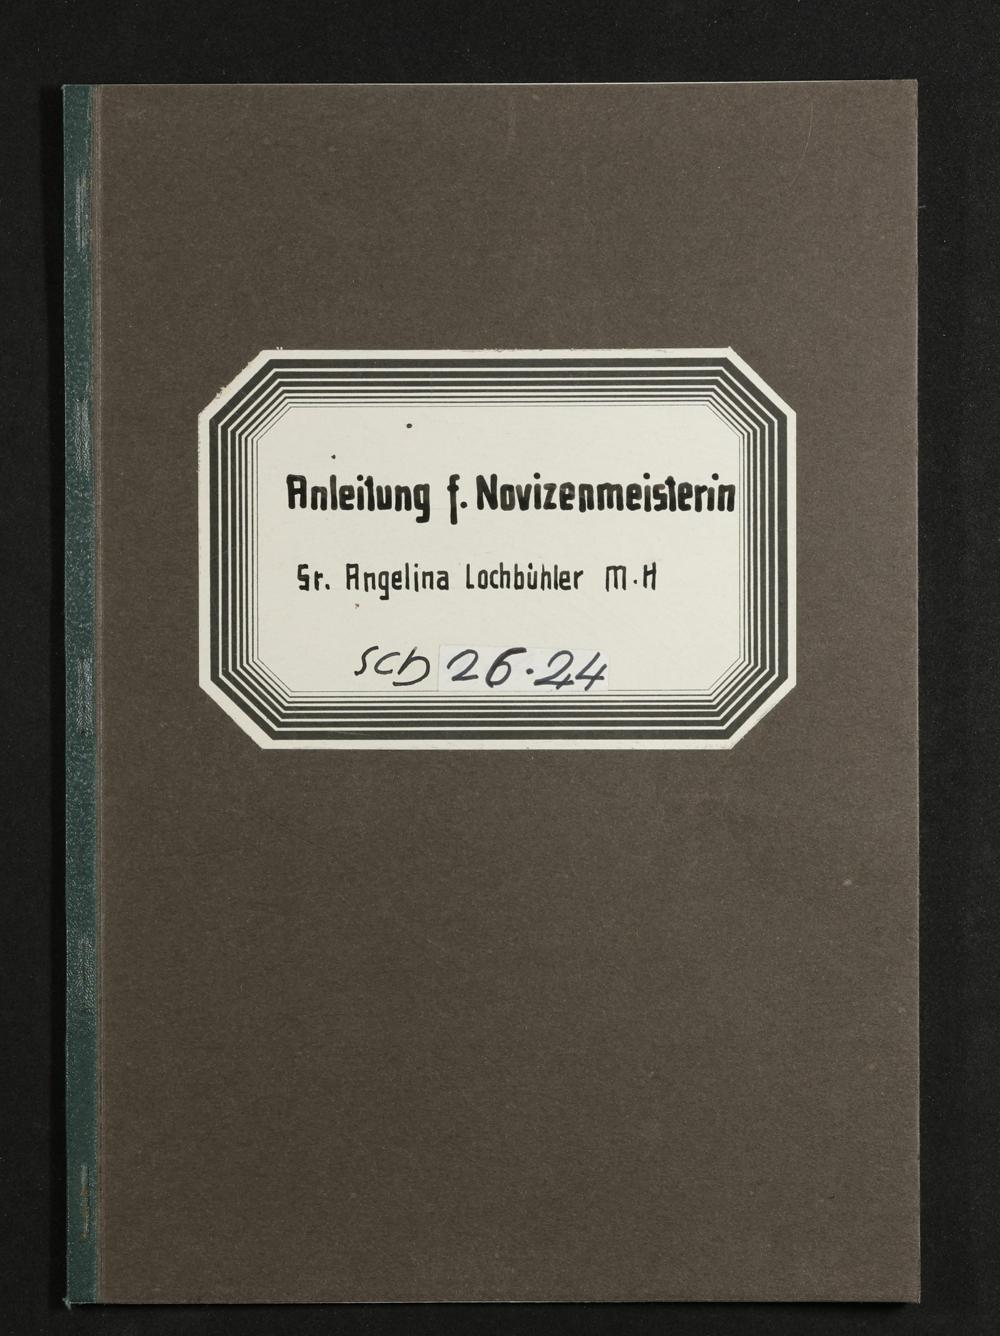 Anleitung f. Novizenmeisterin
Sr. Angelina Lochbühler M.H
SCD 26.24